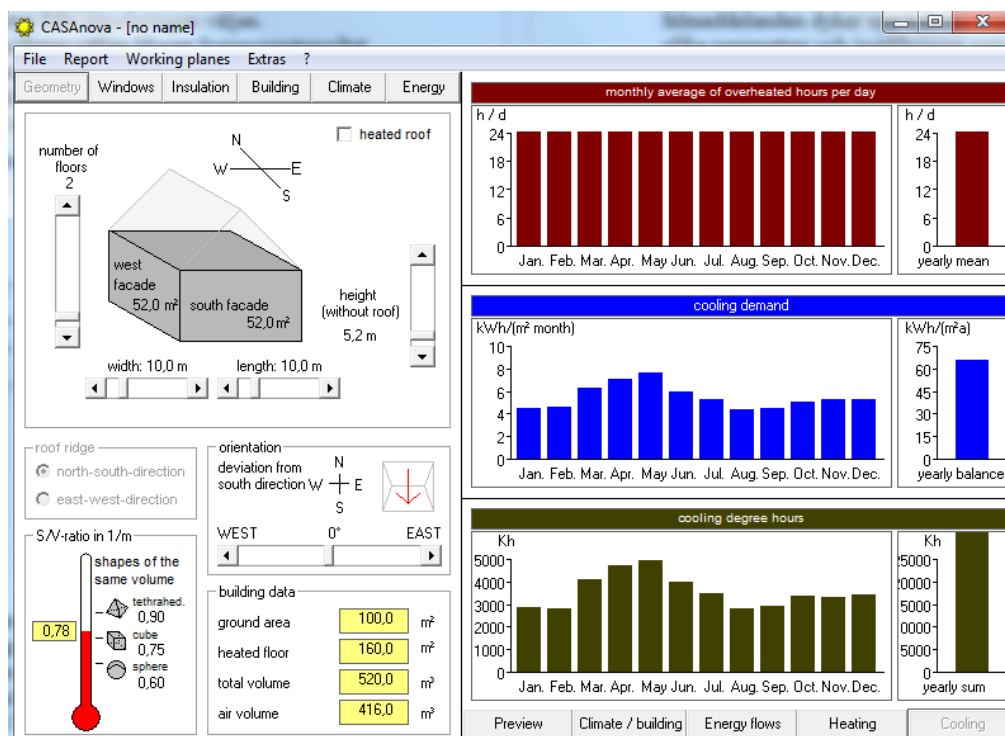 CASAnova - [no name]
File Report Working planes Extras ?
Geometry Windows Insulation Building Climate Energy
number of
floors
2
N
W E
S
heated roof
west
facade
52,0 m²
south facade
52,0 m²
height
(without roof)
5,2 m
width: 10,0 m length: 10,0 m
roof ridge
north-south-direction
east-west-direction
orientation
deviation from
south direction
N
W E
S
WEST 0° EAST
S/V-ratio in 1/m
shapes of the
same volume
tethrahed.
0,90
0,78
cube
0,75
sphere
0,60
building data
ground area 100,0 m²
heated floor 160,0 m²
total volume 520,0 m³
air volume 416,0 m³
monthly average of overheated hours per day
h / d
24
18
12
6
0
Jan. Feb. Mar. Apr. May Jun. Jul. Aug. Sep. Oct. Nov. Dec.
h / d
24
18
12
6
0
yearly mean
cooling demand
kWh/(m² month)
10
8
6
4
2
0
Jan. Feb. Mar. Apr. May Jun. Jul. Aug. Sep. Oct. Nov. Dec.
kWh/(m²a)
75
60
45
30
15
0
yearly balance
cooling degree hours
Kh
5000
4000
3000
2000
1000
0
Jan. Feb. Mar. Apr. May Jun. Jul. Aug. Sep. Oct. Nov. Dec.
Kh
25000
20000
5000
0000
5000
0
yearly sum
Preview Climate / building Energy flows Heating Cooling